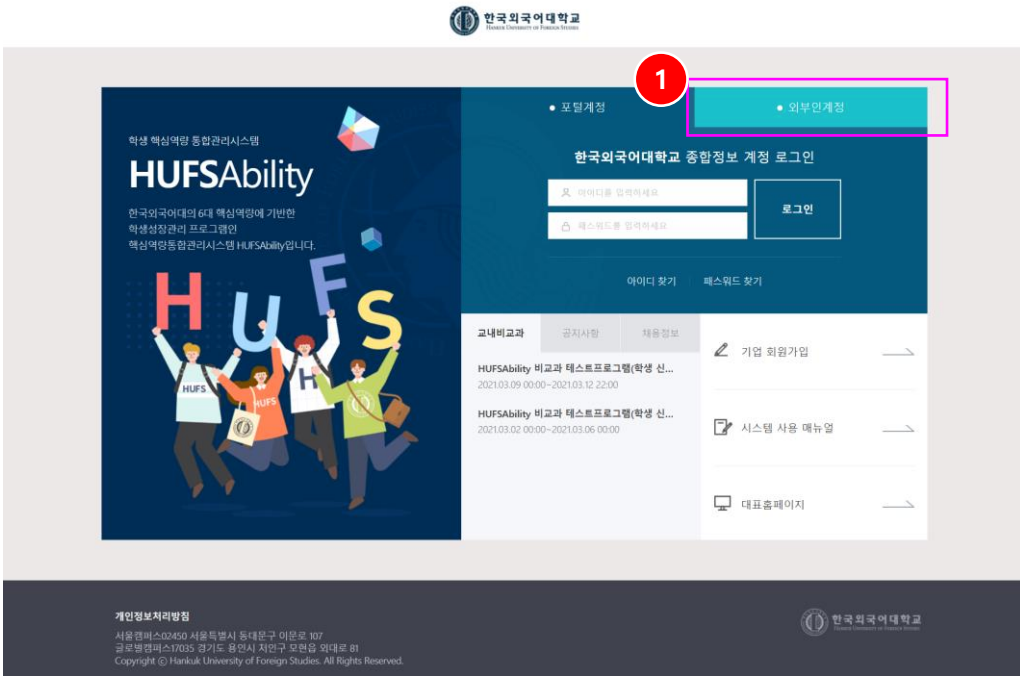 한국외국어대학교
HANKUK UNIVERSITY OF FOREIGN STUDIES
1
포털계정
외부인계정
학생 핵심역량 통합관리시스템
HUFSAbility
한국외국어대의 6대 핵심역량에 기반한
학생성장관리 프로그램인
핵심역량통합관리시스템 HUFSAbility입니다.
HUFS
HUFS
HUFS
H
한국외국어대학교 종합정보 계정 로그인
아이디를 입력하세요
패스워드를 입력하세요
로그인
아이디 찾기
패스워드 찾기
교내비교과
공지사항
채용정보
HUFSAbility 비교과 테스트프로그램(학생 신...
2021.03.09 00:00~2021.03.12 22:00
HUFSAbility 비교과 테스트프로그램(학생 신...
2021.03.02 00:00~2021.03.06 00:00
기업 회원가입
시스템 사용 매뉴얼
대표홈페이지
개인정보처리방침
서울캠퍼스02450 서울특별시 동대문구 이문로 107
글로벌캠퍼스17035 경기도 용인시 처인구 모현읍 외대로 81
Copyright ⓒ Hankuk University of Foreign Studies. All Rights Reserved.
한국외국어대학교
HANKUK UNIVERSITY OF FOREIGN STUDIES